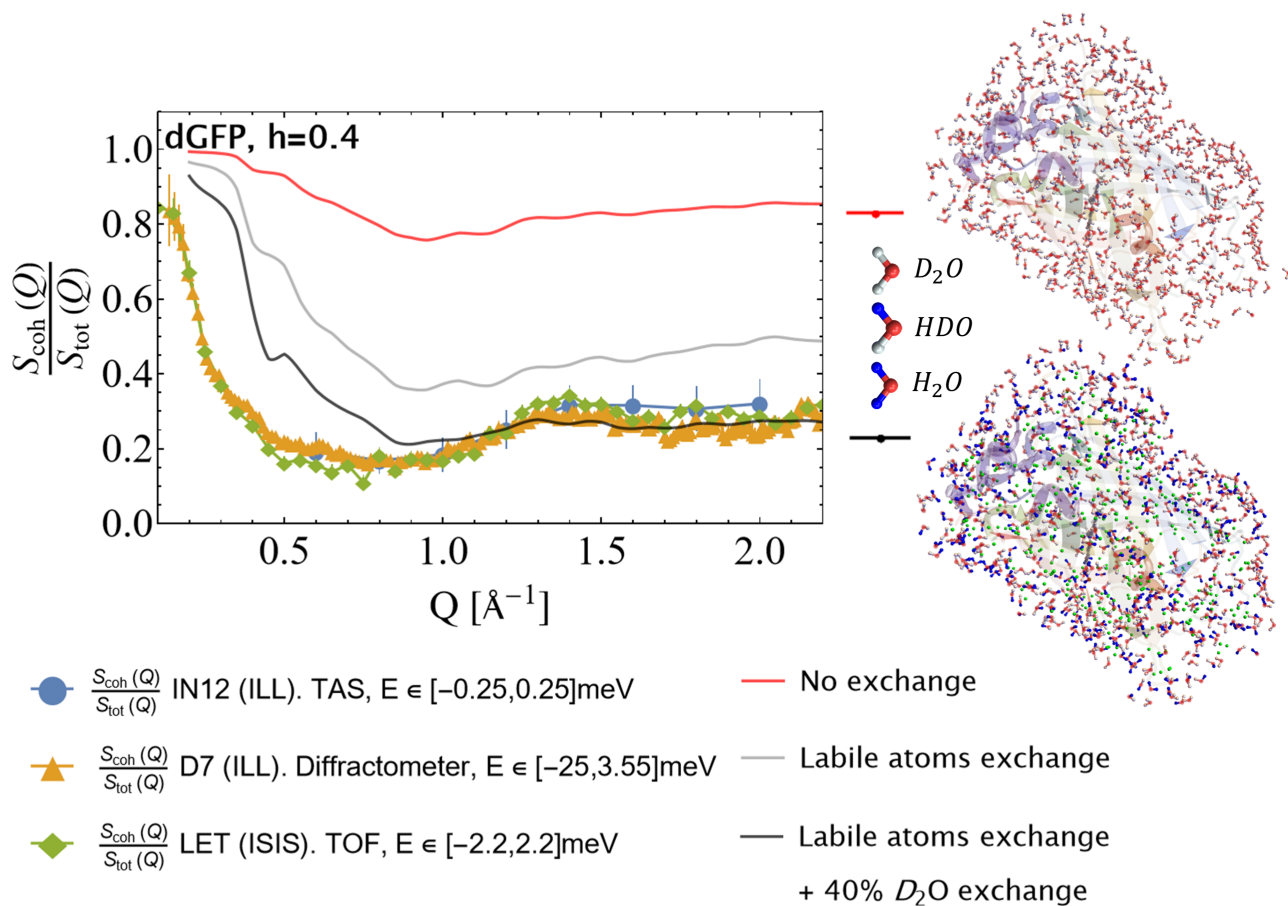 dGFP, h=0.4
S_coh (Q)
S_tot (Q)
1.0
0.8
0.6
0.4
0.2
0.0
0.5
1.0
1.5
2.0
Q [Å⁻¹]
D₂O
HDO
H₂O
S_coh (Q)
S_tot (Q)
IN12 (ILL). TAS, E ∈ [−0.25,0.25]meV
S_coh (Q)
S_tot (Q)
D7 (ILL). Diffractometer, E ∈ [−25,3.55]meV
S_coh (Q)
S_tot (Q)
LET (ISIS). TOF, E ∈ [−2.2,2.2]meV
No exchange
Labile atoms exchange
Labile atoms exchange
+ 40% D₂O exchange